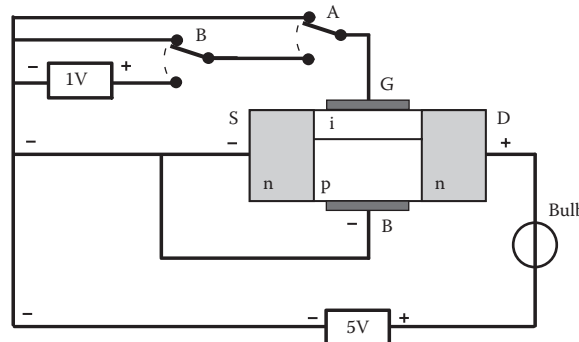 A
B
− 1V +
G
S i D
− − +
n p n
− B
Bulb
− − 5V +